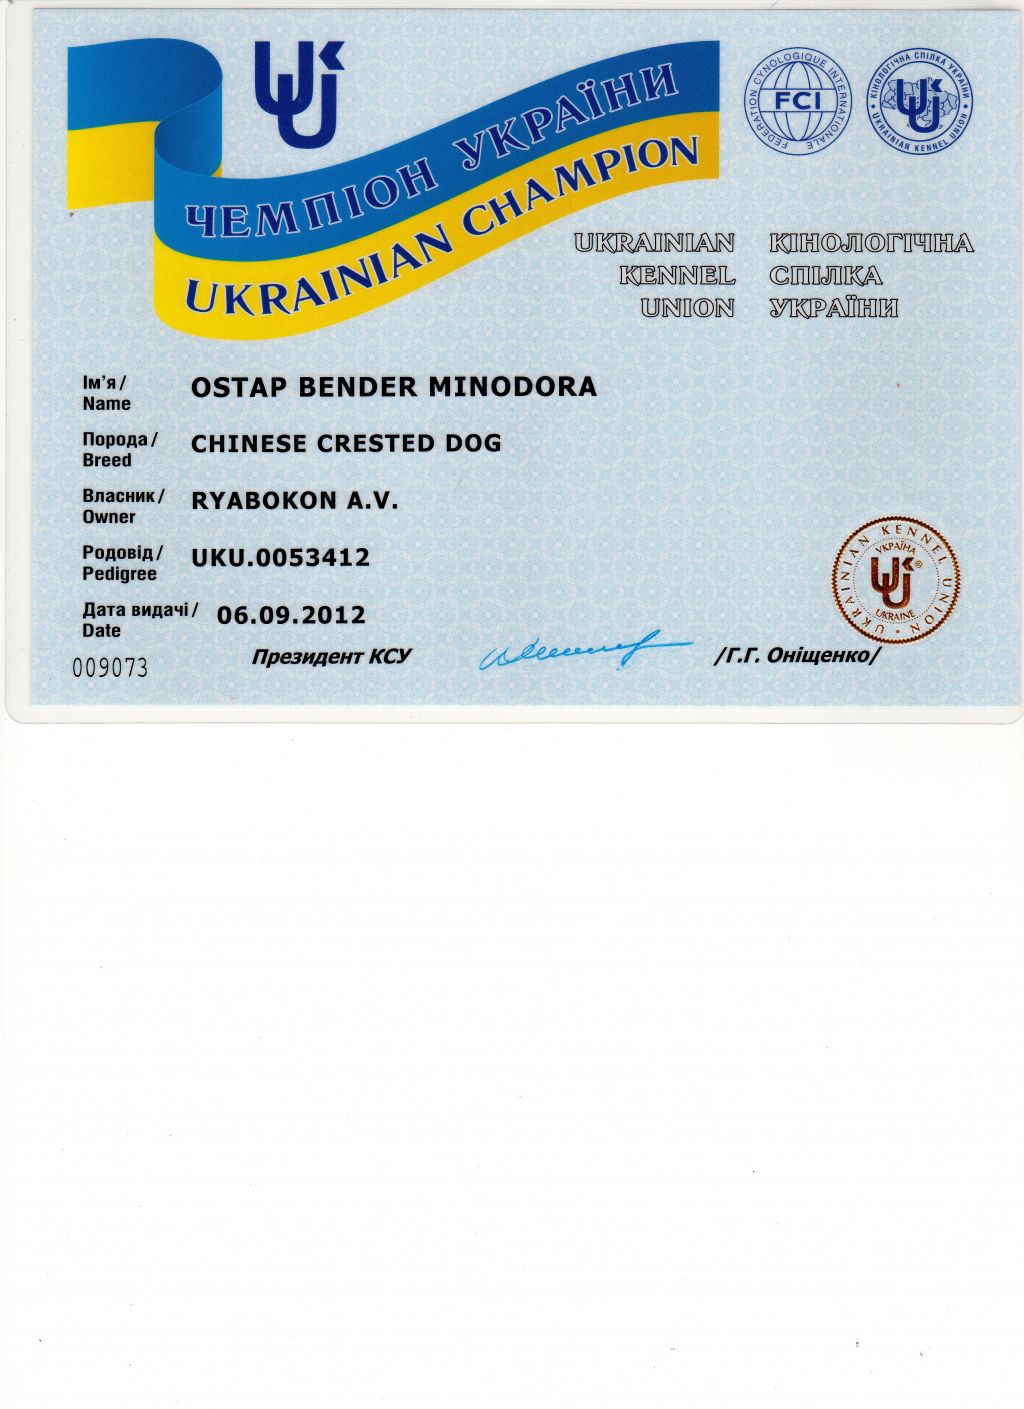 ЧЕМПІОН УКРАЇНИ
UKRAINIAN CHAMPION
FEDERATION CYNOLOGIQUE INTERNATIONALE
FCI
КІНОЛОГІЧНА СПІЛКА УКРАЇНИ
UKRAINIAN KENNEL UNION
UKRAINIAN КІНОЛОГІЧНА
KENNEL СПІЛКА
UNION УКРАЇНИ
Ім'я /
Name
OSTAP BENDER MINODORA
Порода /
Breed
CHINESE CRESTED DOG
Власник /
Owner
RYABOKON A.V.
Родовід /
Pedigree
UKU.0053412
Дата видачі /
Date
06.09.2012
UKRAINIAN KENNEL UNION
УКРАЇНА
UKRAINE
009073
Президент КСУ
/Г.Г. Оніщенко/